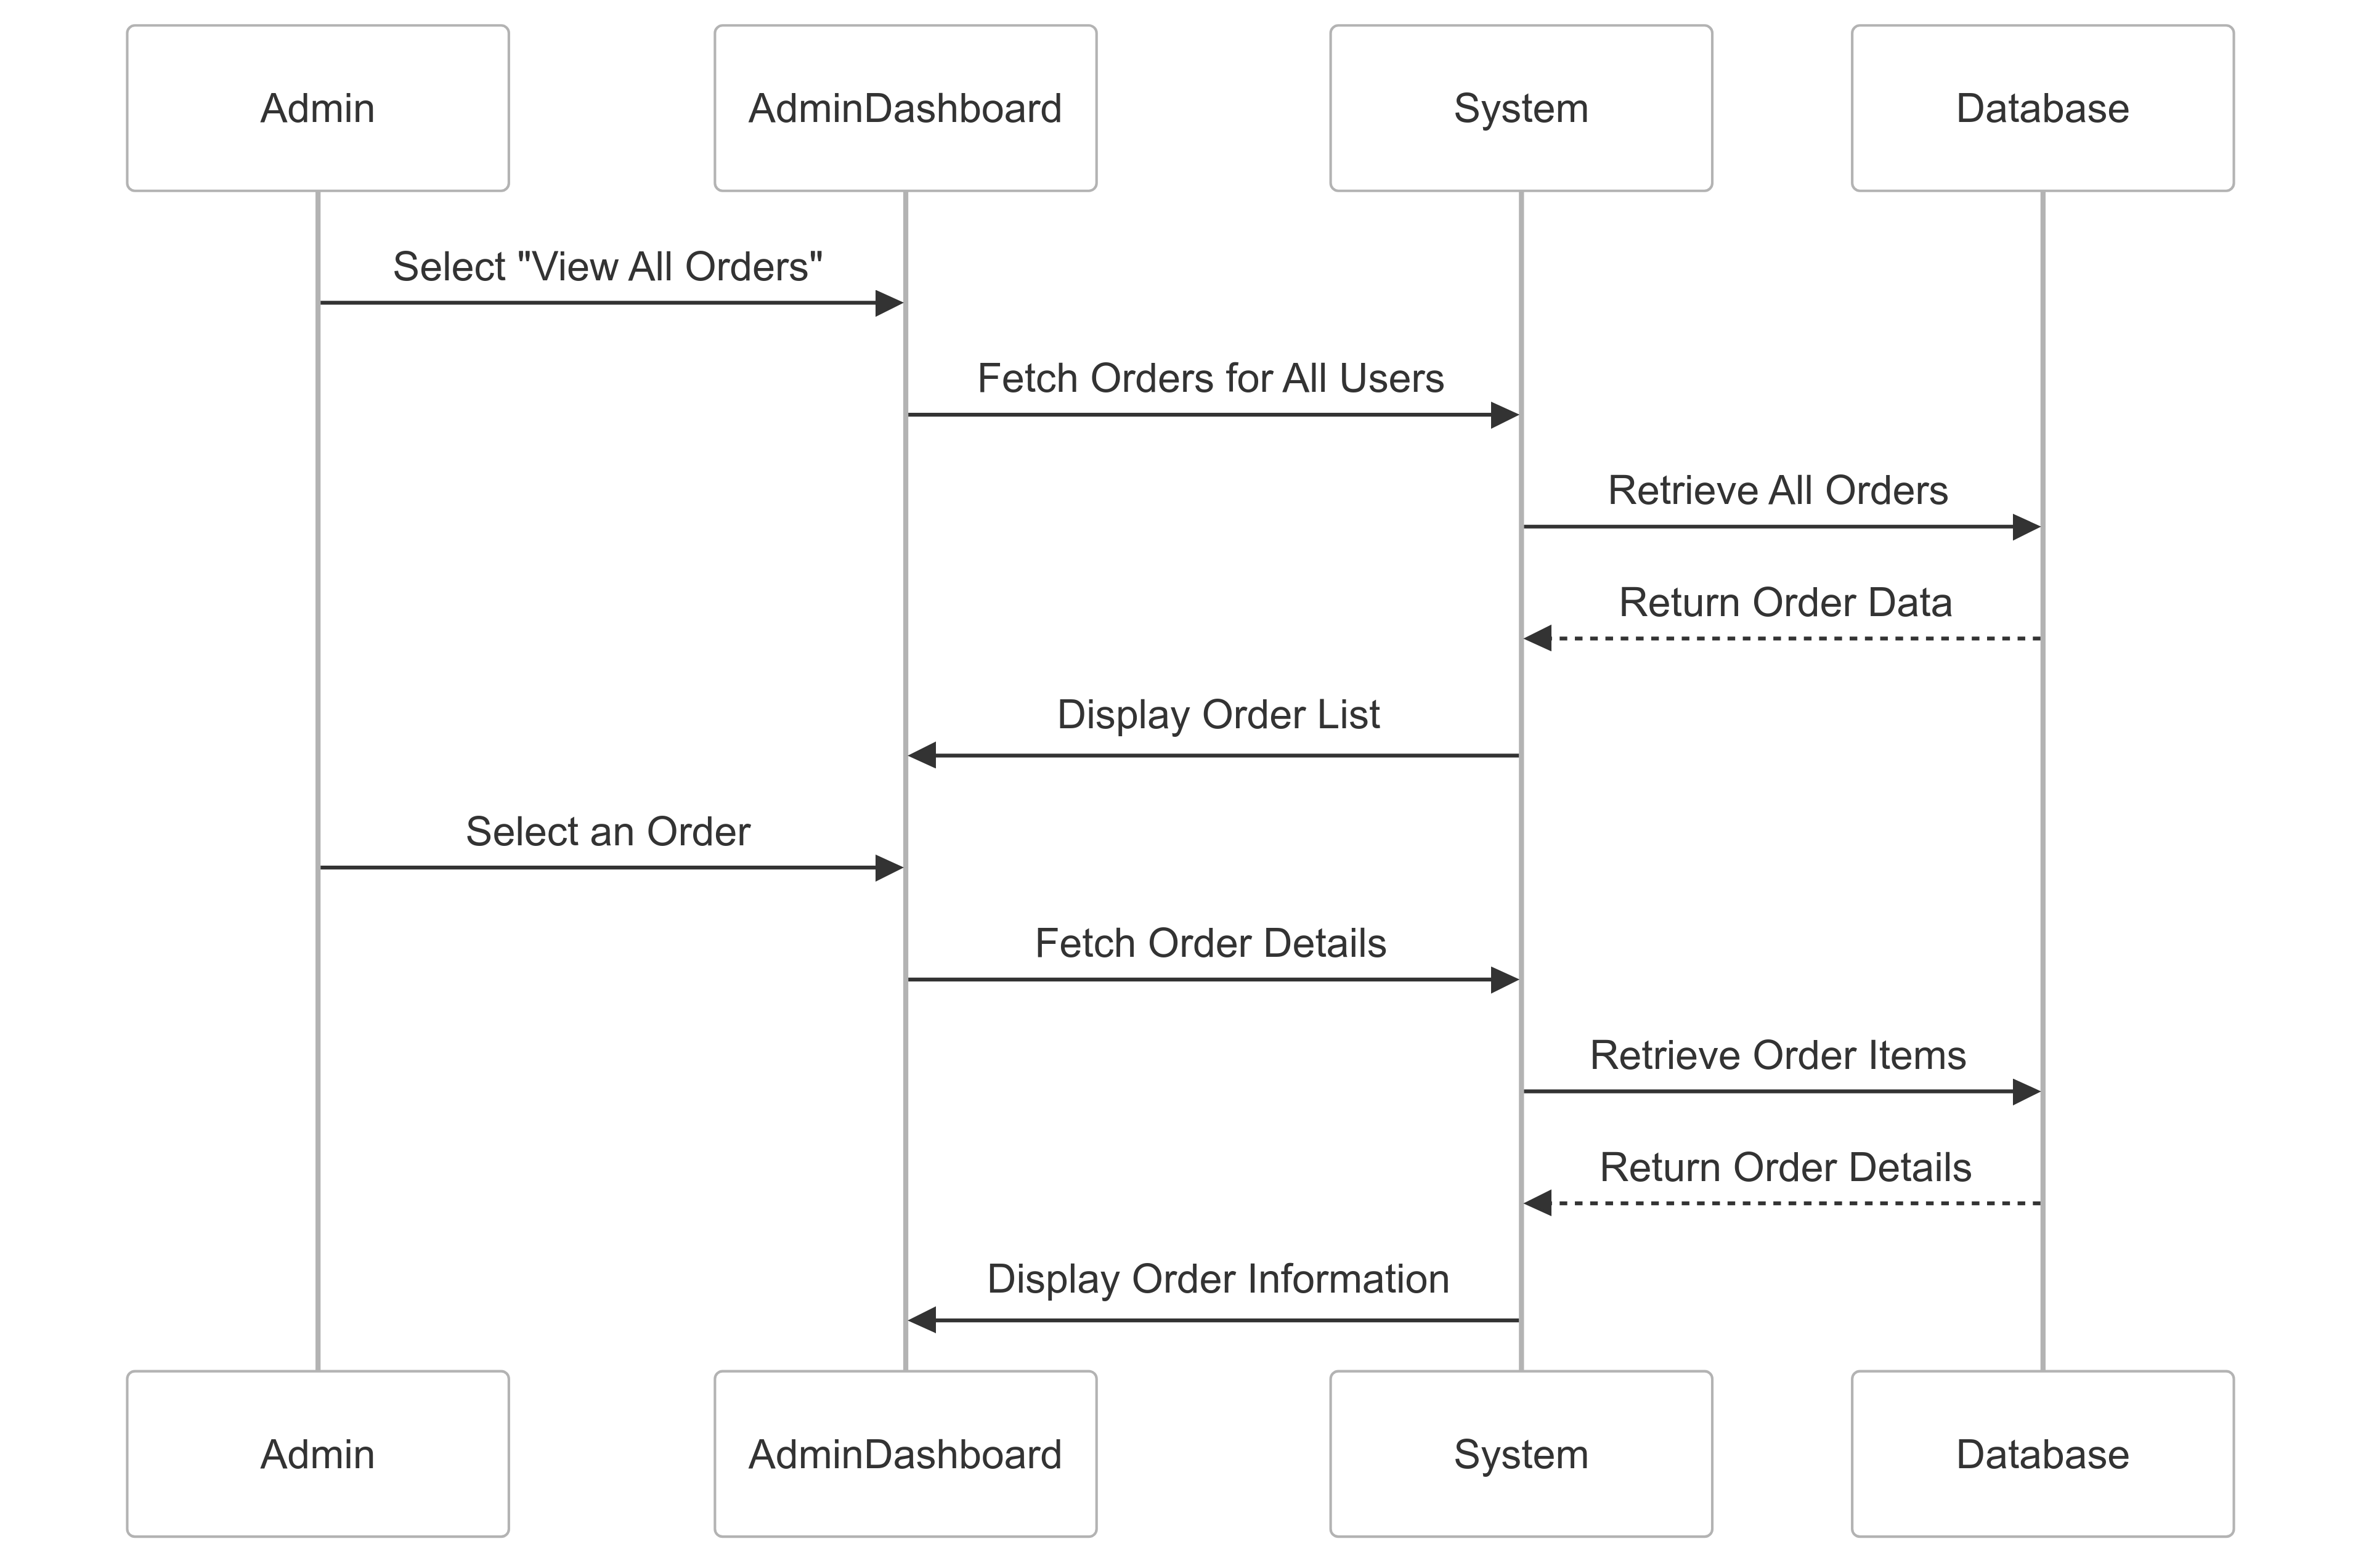 Admin
AdminDashboard
System
Database
Select "View All Orders"
Fetch Orders for All Users
Retrieve All Orders
Return Order Data
Display Order List
Select an Order
Fetch Order Details
Retrieve Order Items
Return Order Details
Display Order Information
Admin
AdminDashboard
System
Database